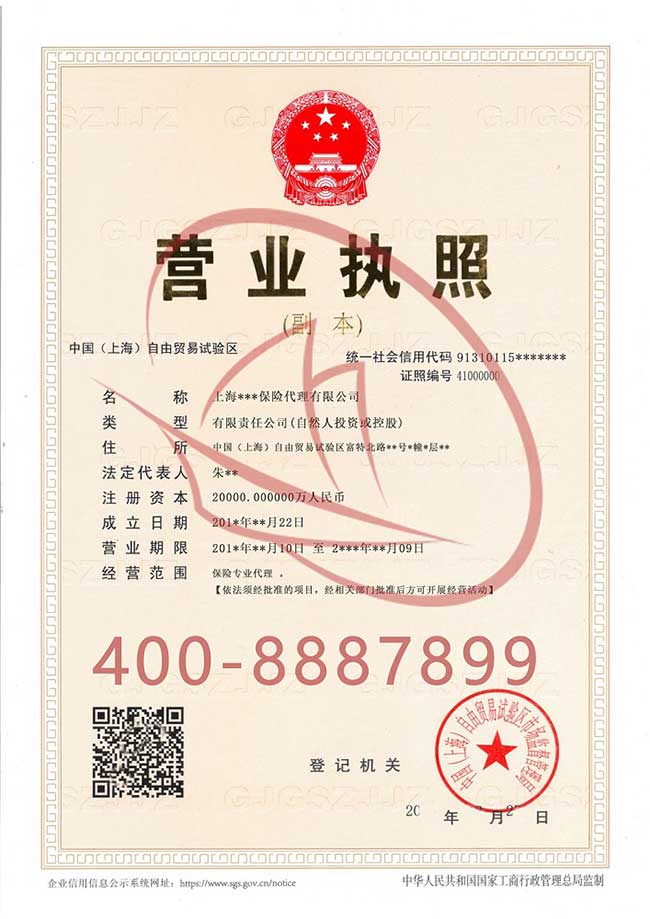 营业执照
(副 本)
中国（上海）自由贸易试验区
统一社会信用代码 91310115*******
证照编号 41000000
名 称 上海***保险代理有限公司
类 型 有限责任公司(自然人投资或控股)
住 所 中国（上海）自由贸易试验区富特北路**号*幢*层**
法定代表人 朱**
注册资本 20000.000000万人民币
成立日期 201*年**月22日
营业期限 201*年**月10日 至 2***年**月09日
经营范围 保险专业代理 。
【依法须经批准的项目，经相关部门批准后方可开展经营活动】
400-8887899
中国(上海)自由贸易试验区市场监督管理局
登记机关
20 年 月2 日
企业信用信息公示系统网址： https://www.sgs.gov.cn/notice
中华人民共和国国家工商行政管理总局监制
GJGSZJJZ